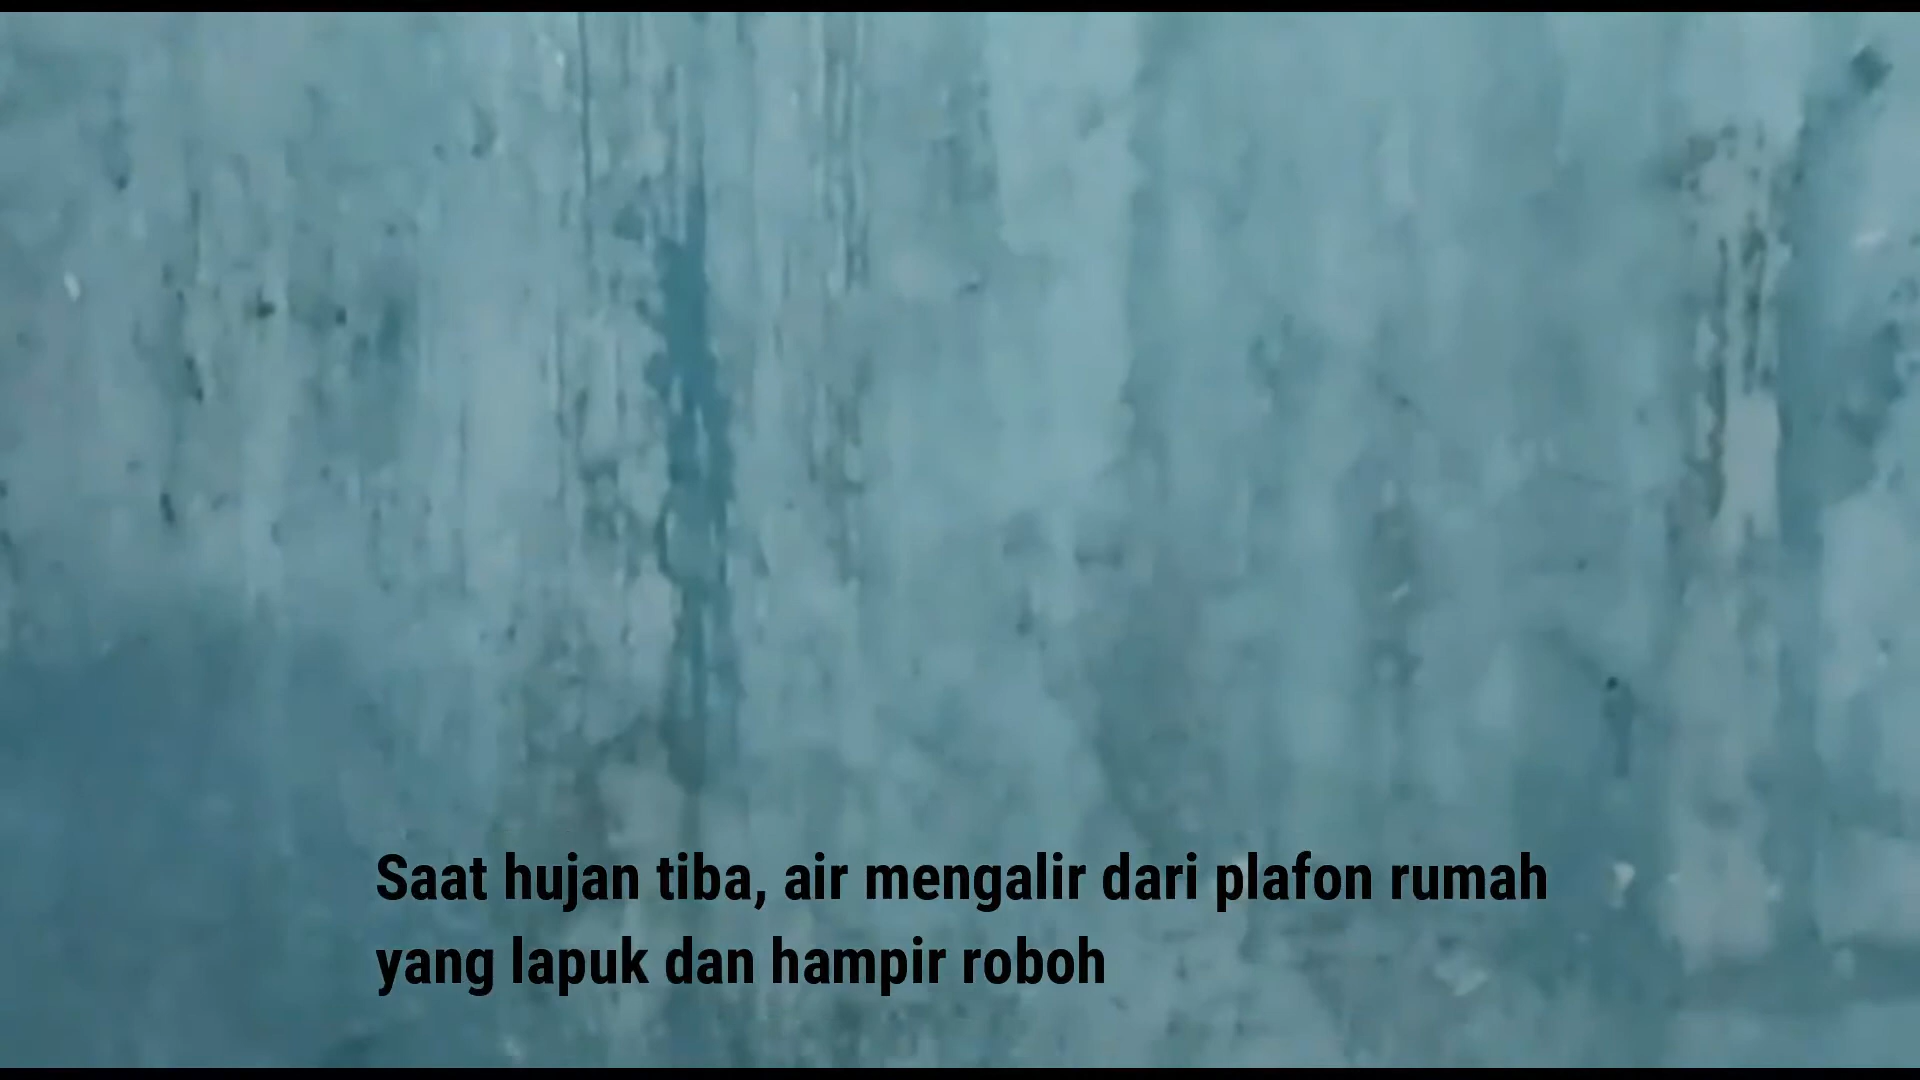 Saat hujan tiba, air mengalir dari plafon rumah
yang lapuk dan hampir roboh